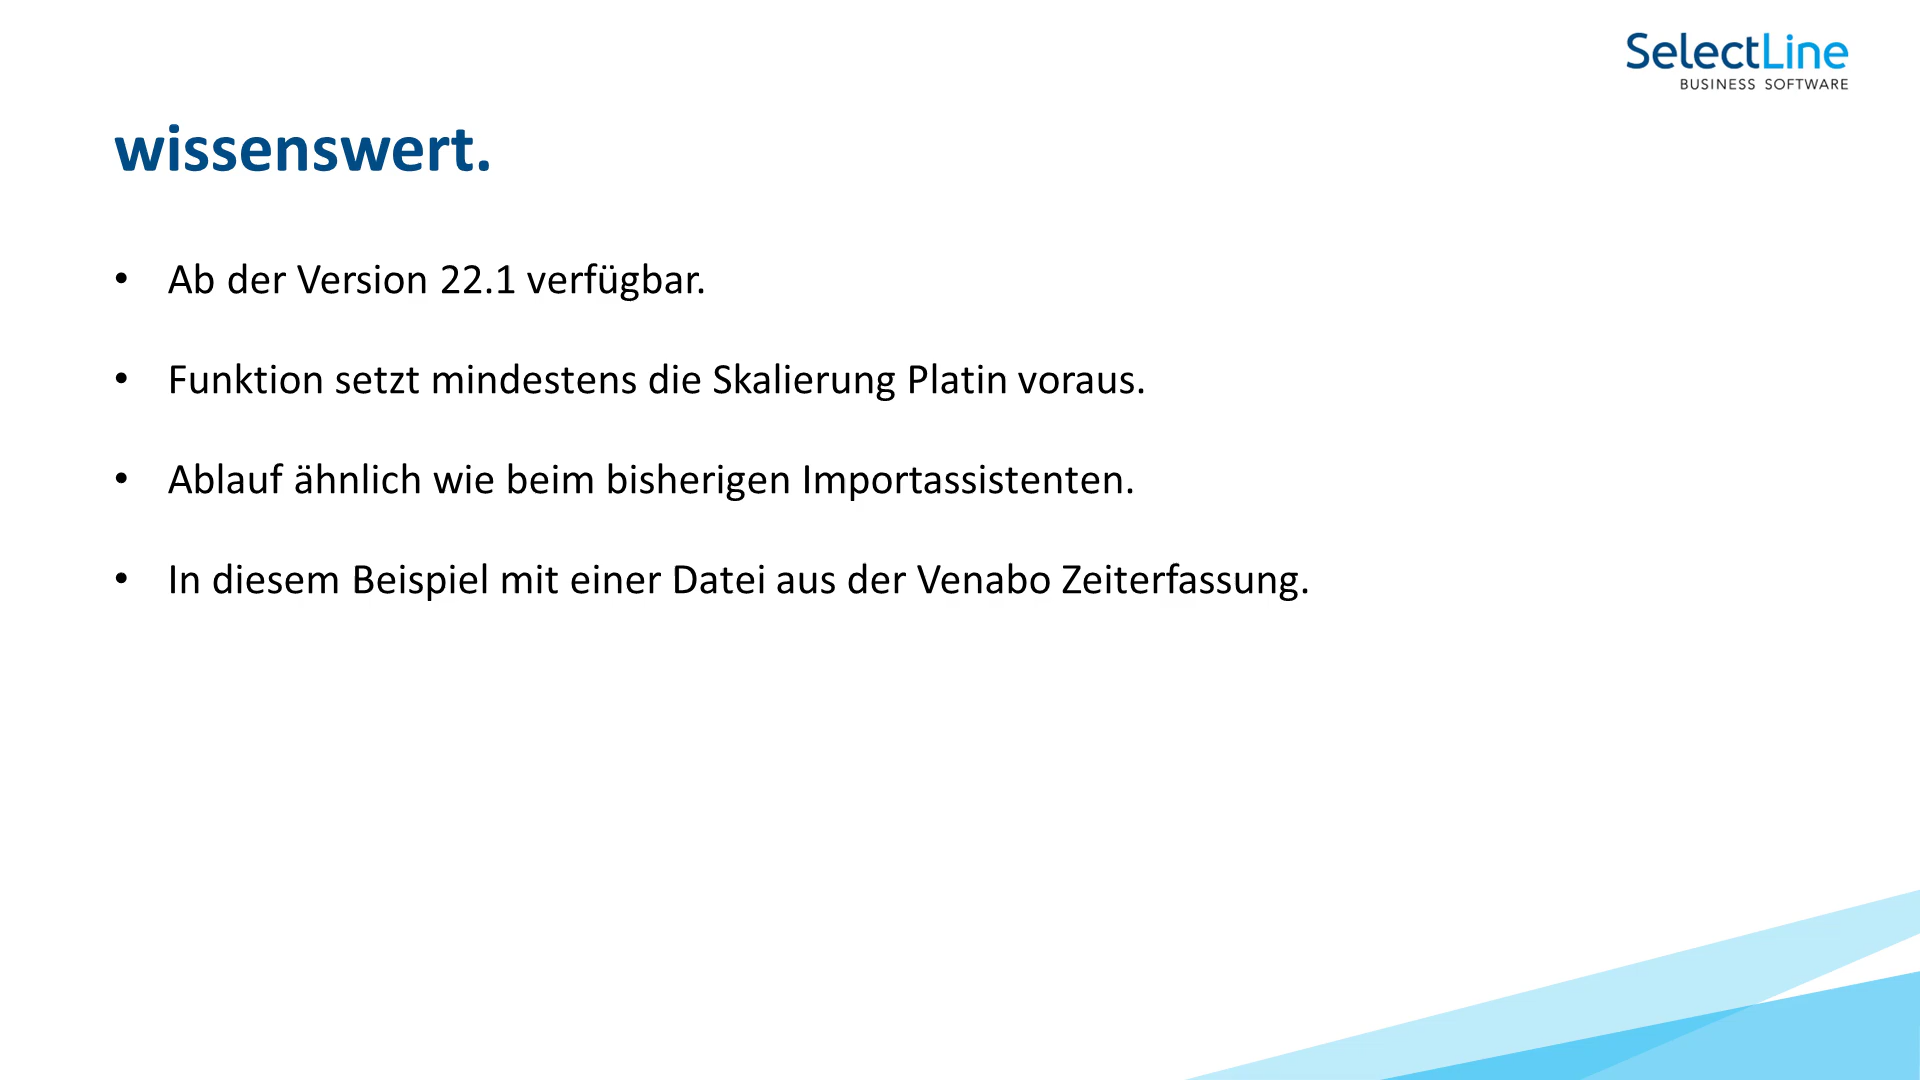 SelectLine
BUSINESS SOFTWARE
wissenswert.
• Ab der Version 22.1 verfügbar.
• Funktion setzt mindestens die Skalierung Platin voraus.
• Ablauf ähnlich wie beim bisherigen Importassistenten.
• In diesem Beispiel mit einer Datei aus der Venabo Zeiterfassung.